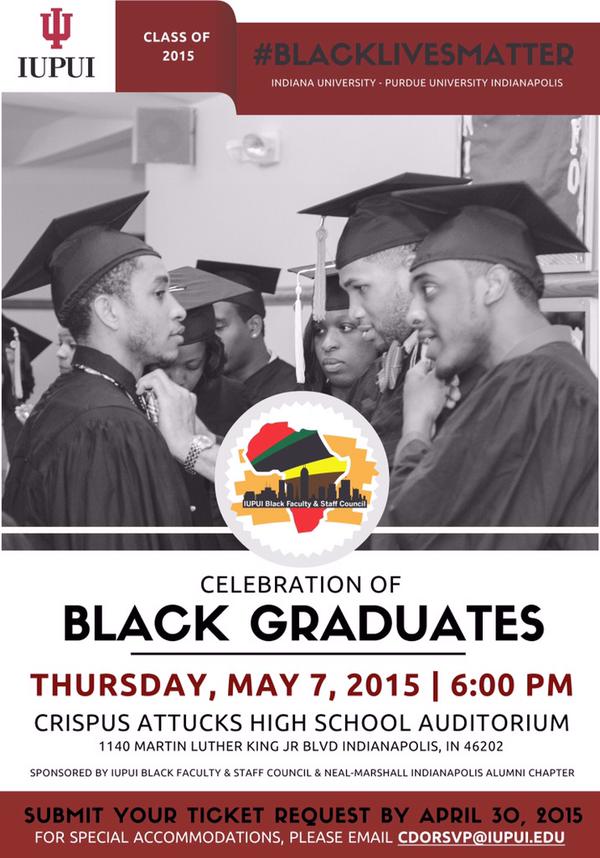 IUPUI
CLASS OF
2015
#BLACKLIVESMATTER
INDIANA UNIVERSITY - PURDUE UNIVERSITY INDIANAPOLIS
IUPUI Black Faculty & Staff Council
CELEBRATION OF
BLACK GRADUATES
THURSDAY, MAY 7, 2015 | 6:00 PM
CRISPUS ATTUCKS HIGH SCHOOL AUDITORIUM
1140 MARTIN LUTHER KING JR BLVD INDIANAPOLIS, IN 46202
SPONSORED BY IUPUI BLACK FACULTY & STAFF COUNCIL & NEAL-MARSHALL INDIANAPOLIS ALUMNI CHAPTER
SUBMIT YOUR TICKET REQUEST BY APRIL 30, 2015
FOR SPECIAL ACCOMMODATIONS, PLEASE EMAIL CDORSVP@IUPUI.EDU